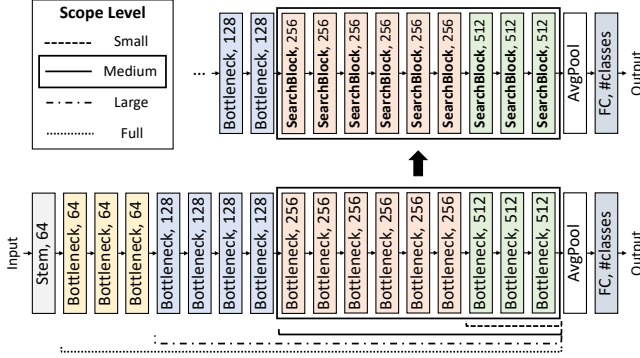 Scope Level
Small
Medium
Large
Full
...
Bottleneck, 128
Bottleneck, 128
SearchBlock, 256
SearchBlock, 256
SearchBlock, 256
SearchBlock, 256
SearchBlock, 256
SearchBlock, 256
SearchBlock, 512
SearchBlock, 512
SearchBlock, 512
AvgPool
FC, #classes
Output
Input
Stem, 64
Bottleneck, 64
Bottleneck, 64
Bottleneck, 64
Bottleneck, 128
Bottleneck, 128
Bottleneck, 128
Bottleneck, 128
Bottleneck, 256
Bottleneck, 256
Bottleneck, 256
Bottleneck, 256
Bottleneck, 256
Bottleneck, 256
Bottleneck, 512
Bottleneck, 512
Bottleneck, 512
AvgPool
FC, #classes
Output